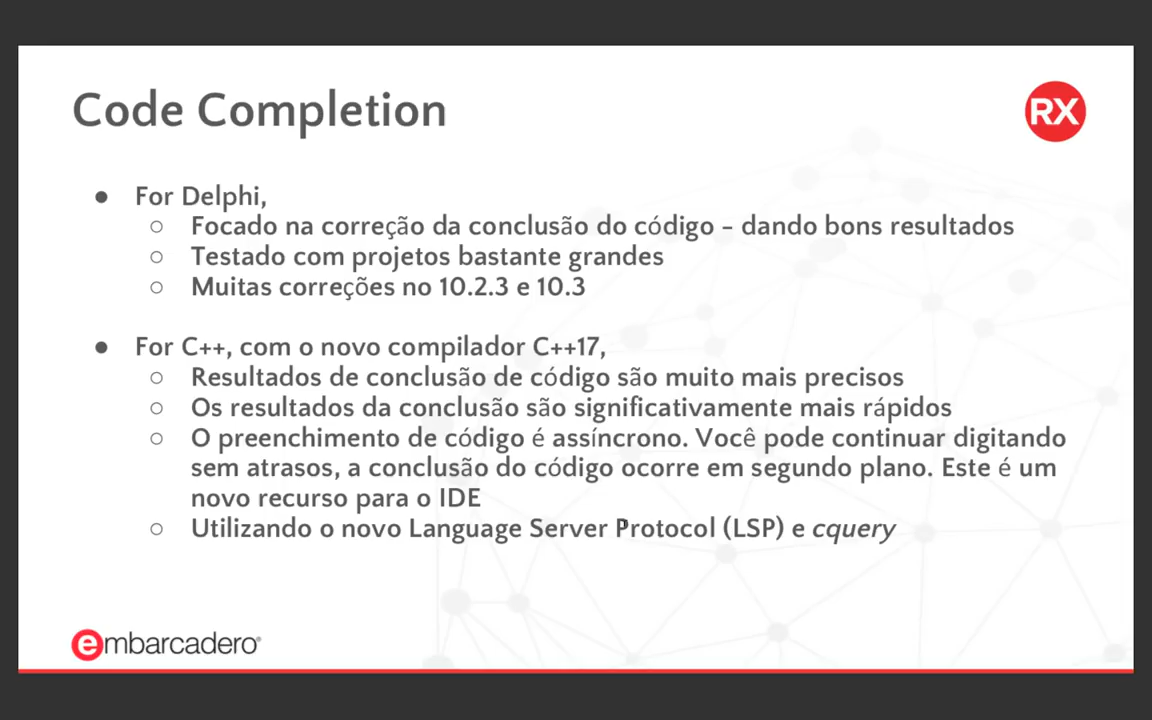 Code Completion
RX
● For Delphi,
○ Focado na correção da conclusão do código - dando bons resultados
○ Testado com projetos bastante grandes
○ Muitas correções no 10.2.3 e 10.3
● For C++, com o novo compilador C++17,
○ Resultados de conclusão de código são muito mais precisos
○ Os resultados da conclusão são significativamente mais rápidos
○ O preenchimento de código é assíncrono. Você pode continuar digitando
sem atrasos, a conclusão do código ocorre em segundo plano. Este é um
novo recurso para o IDE
○ Utilizando o novo Language Server Protocol (LSP) e cquery
embarcadero®